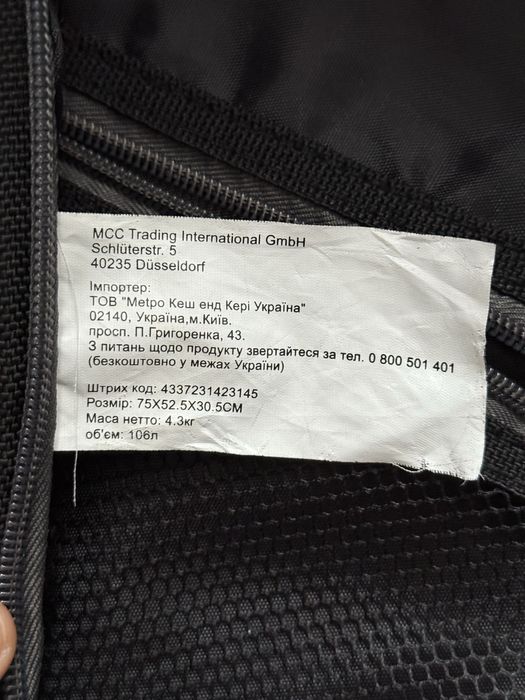 MCC Trading International GmbH
Schlüterstr. 5
40235 Düsseldorf
Імпортер:
ТОВ "Метро Кеш енд Кері Україна"
02140, Україна,м.Київ.
просп. П.Григоренка, 43.
З питань щодо продукту звертайтеся за тел. 0 800 501 401
(безкоштовно у межах України)
Штрих код: 4337231423145
Розмір: 75X52.5X30.5СМ
Маса нетто: 4.3кг
об'єм: 106л